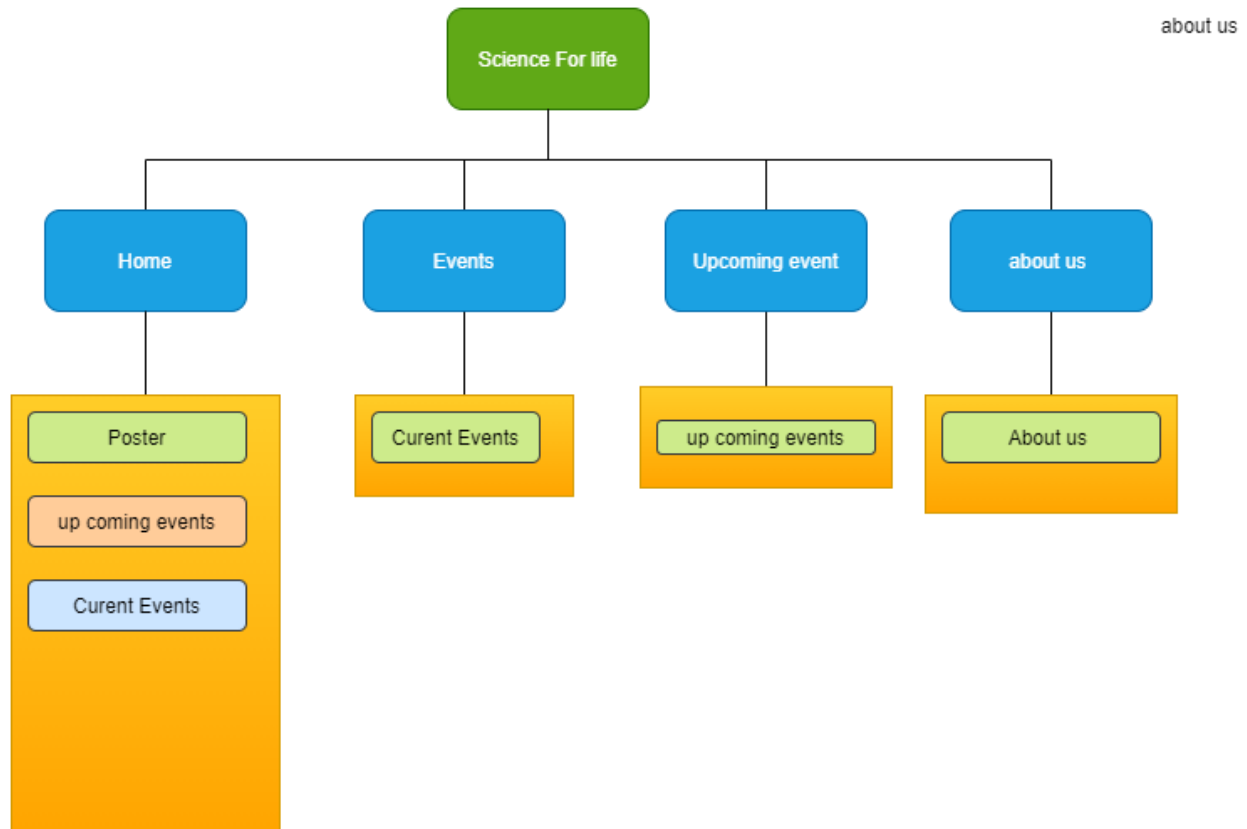 about us
Science For life
Home
Events
Upcoming event
about us
Poster
up coming events
Curent Events
Curent Events
up coming events
About us